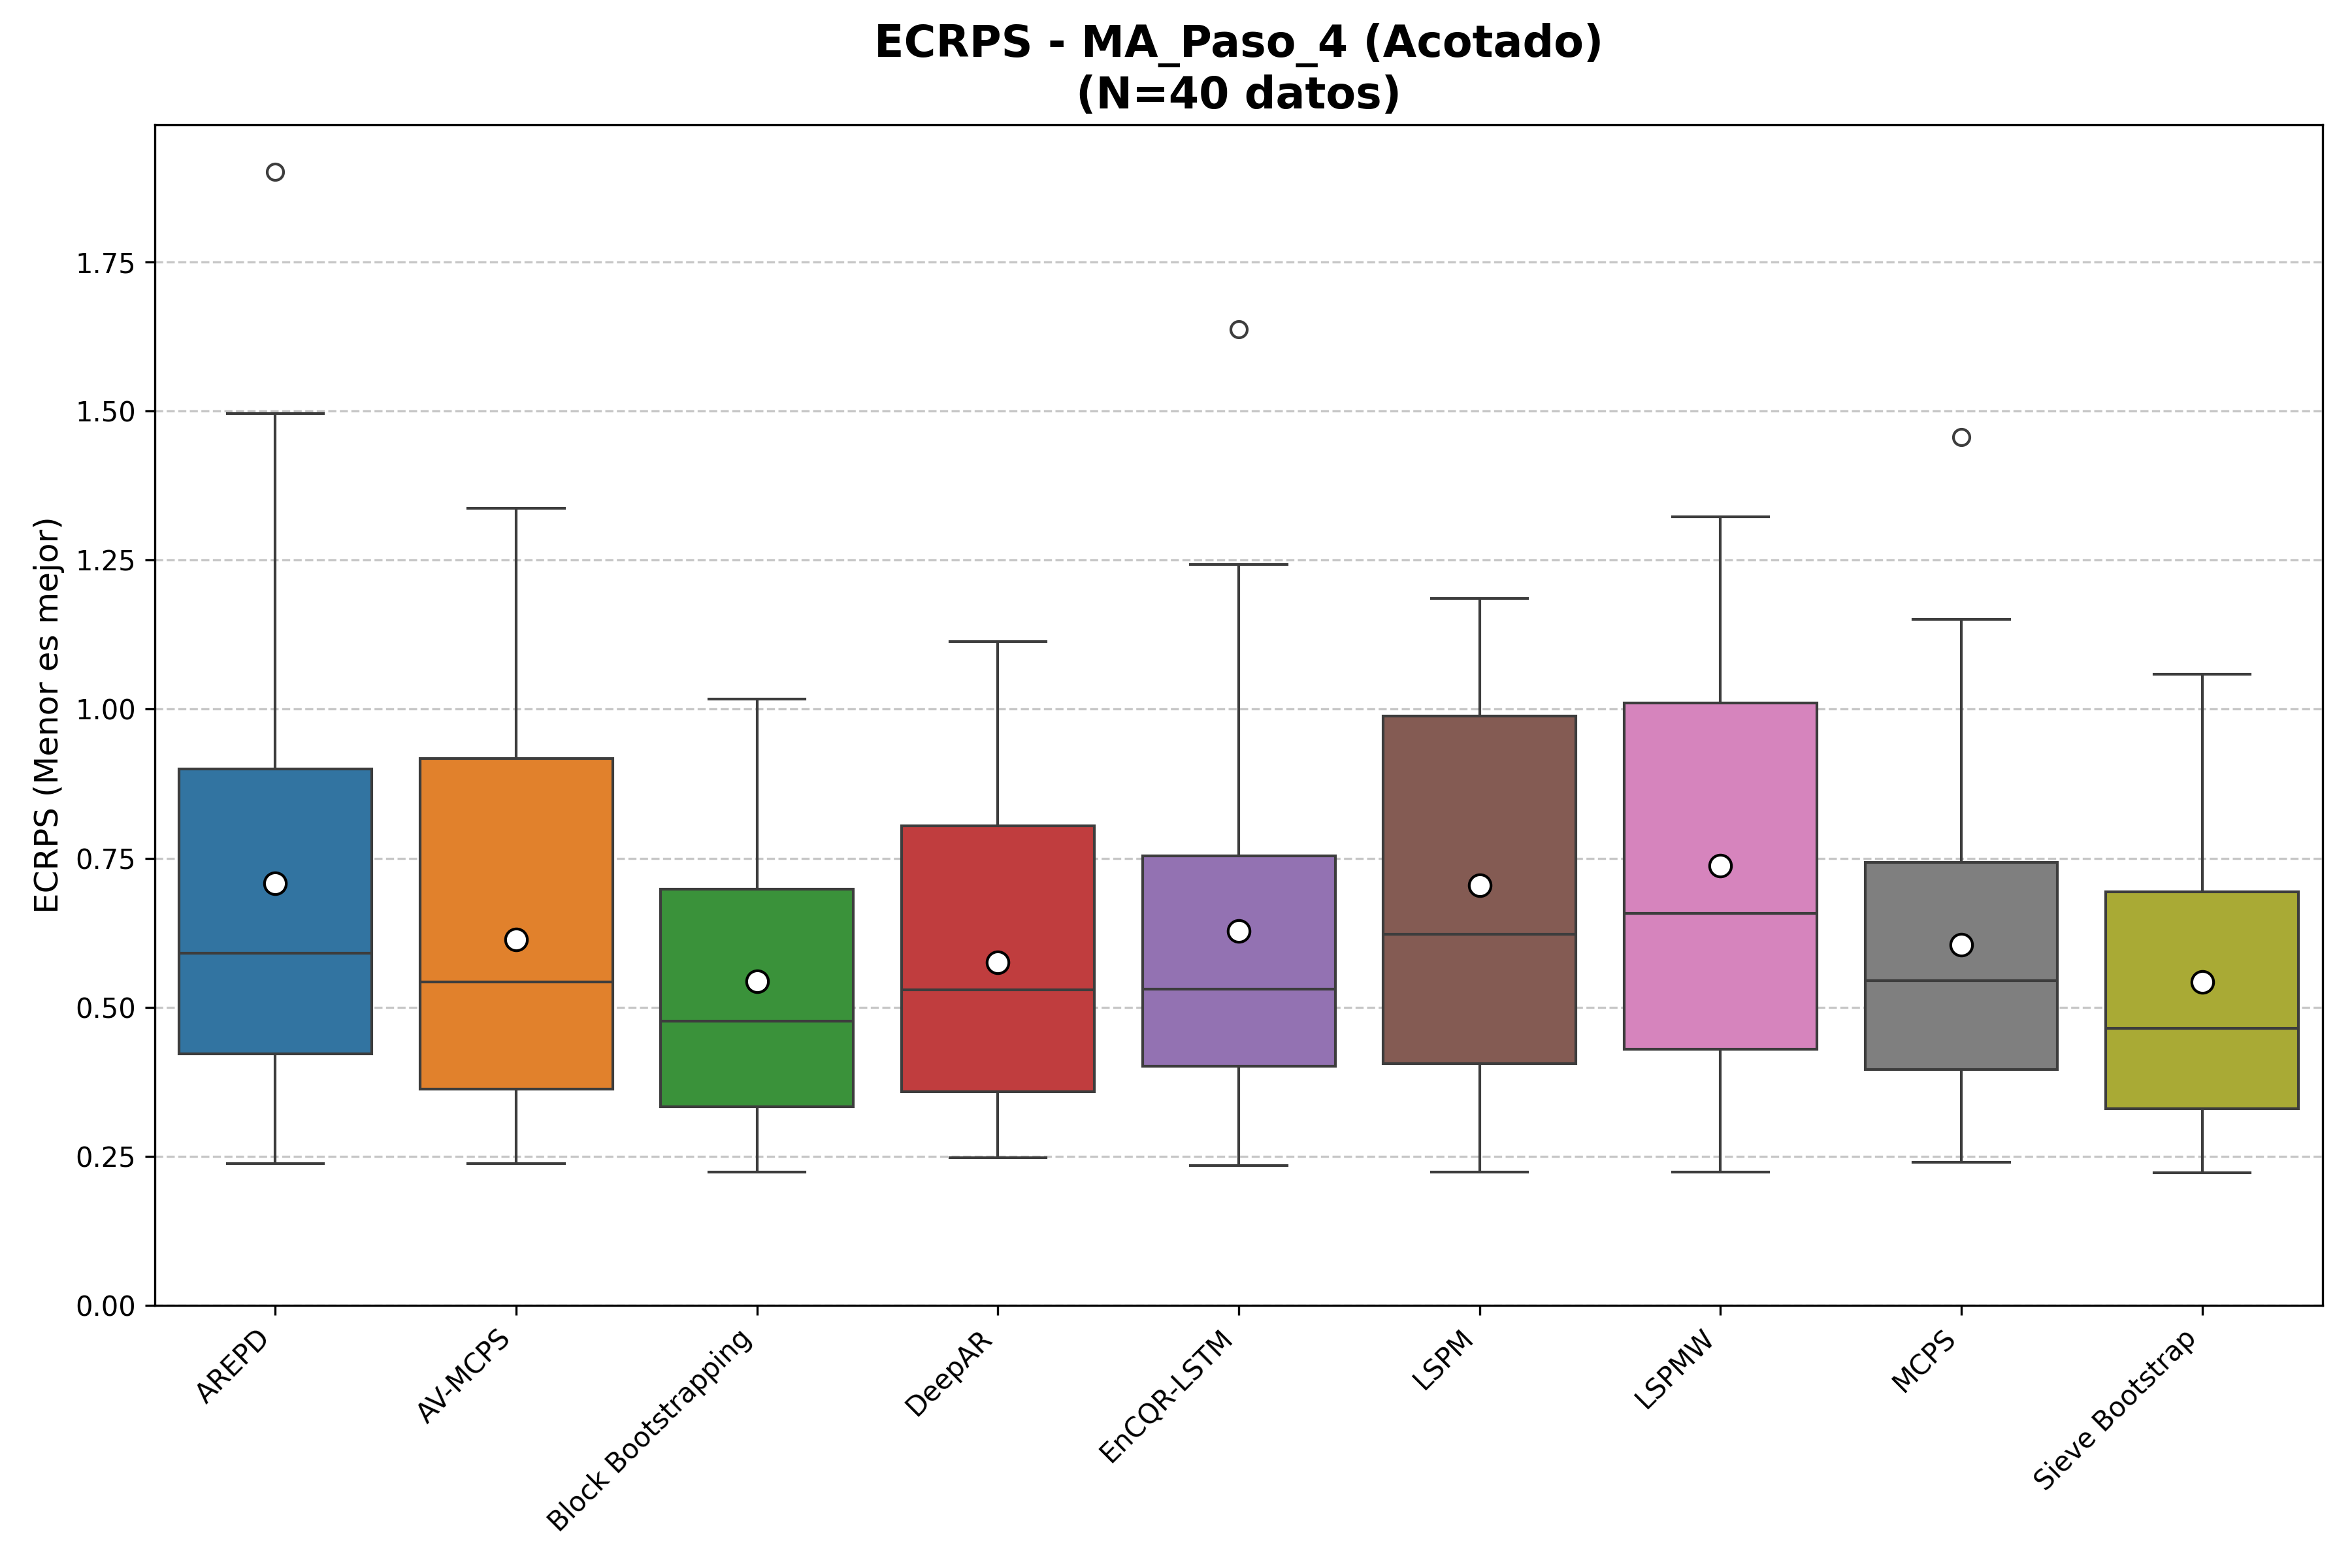 ECRPS - MA_Paso_4 (Acotado)
(N=40 datos)
ECRPS (Menor es mejor)
1.75
1.50
1.25
1.00
0.75
0.50
0.25
0.00
AREPD
AV-MCPS
Block Bootstrapping
DeepAR
EnCQR-LSTM
LSPM
LSPMW
MCPS
Sieve Bootstrap